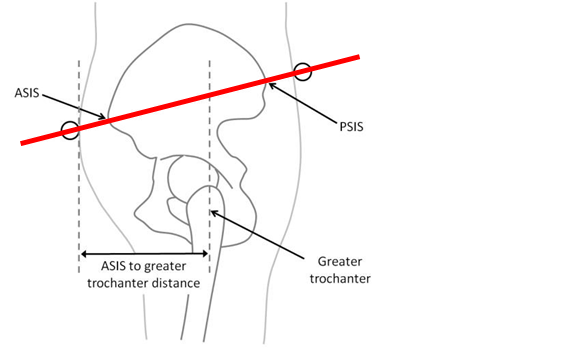 ASIS
PSIS
ASIS to greater
trochanter distance
Greater
trochanter